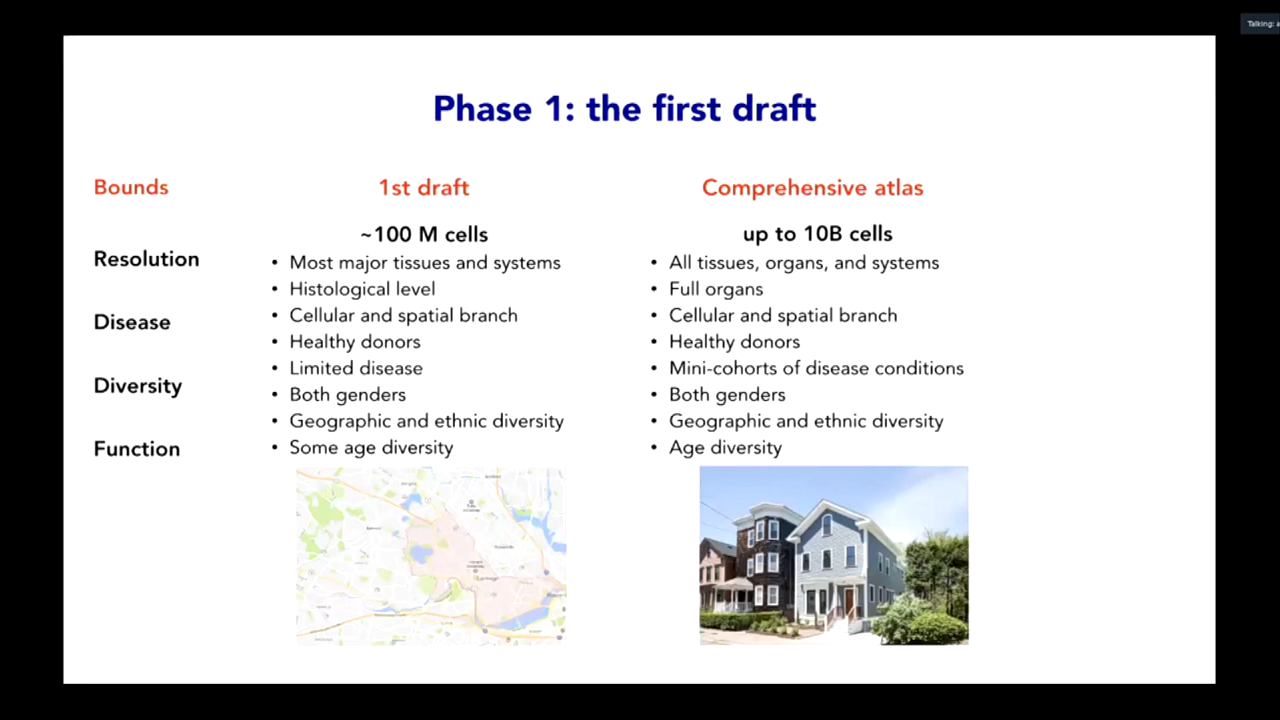 Talking: a
Phase 1: the first draft
Bounds
1st draft
Comprehensive atlas
~100 M cells
up to 10B cells
Resolution
Disease
Diversity
Function
• Most major tissues and systems
• Histological level
• Cellular and spatial branch
• Healthy donors
• Limited disease
• Both genders
• Geographic and ethnic diversity
• Some age diversity
• All tissues, organs, and systems
• Full organs
• Cellular and spatial branch
• Healthy donors
• Mini-cohorts of disease conditions
• Both genders
• Geographic and ethnic diversity
• Age diversity